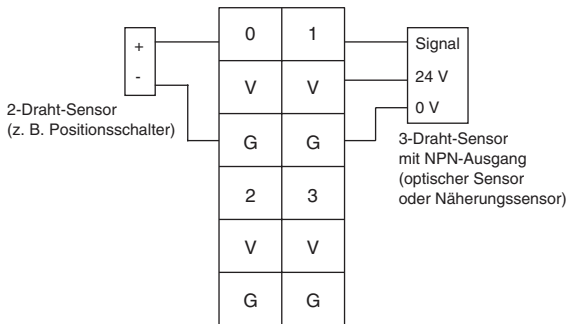 +
-
2-Draht-Sensor
(z. B. Positionsschalter)
0 1
V V
G G
2 3
V V
G G
Signal
24 V
0 V
3-Draht-Sensor
mit NPN-Ausgang
(optischer Sensor
oder Näherungssensor)